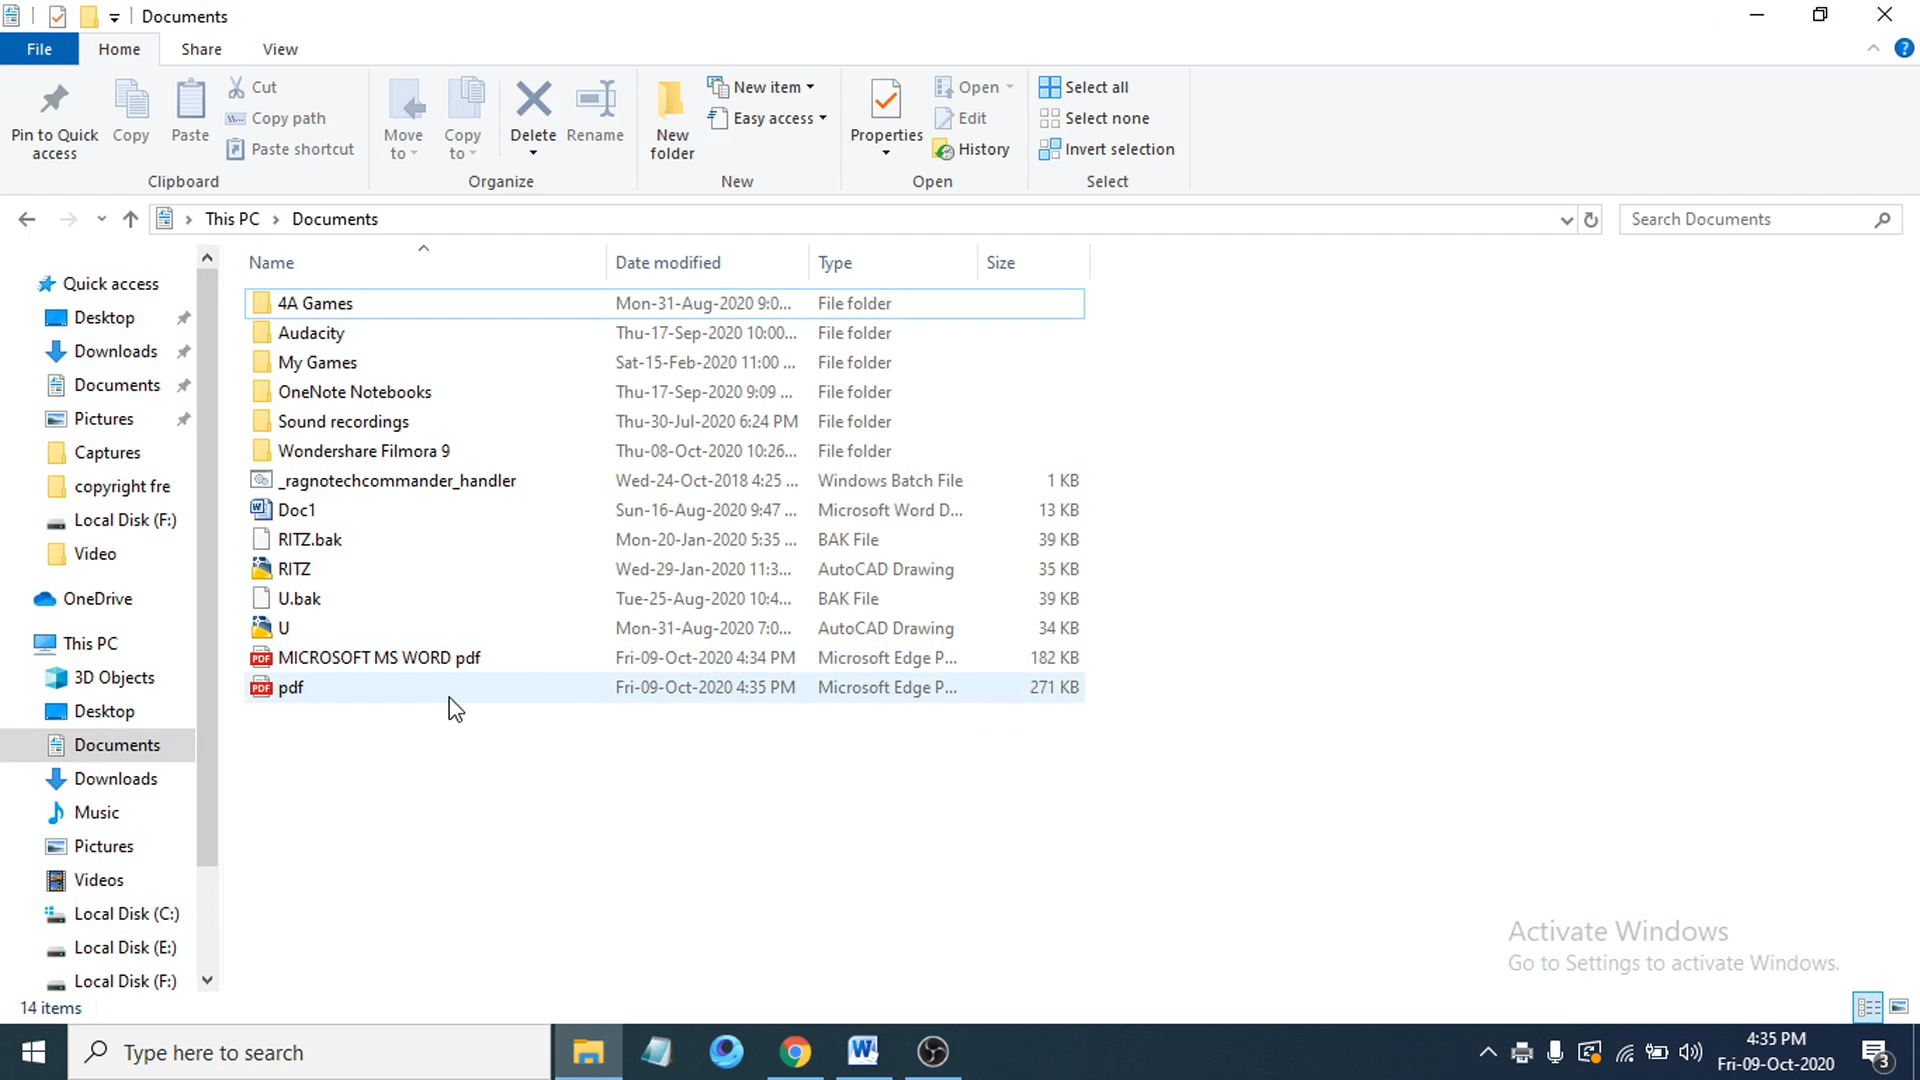 Documents
File Home Share View
Pin to Quick access
Copy
Paste
Cut
Copy path
Paste shortcut
Clipboard
Move to
Copy to
Delete
Rename
Organize
New folder
New item
Easy access
New
Properties
Open
Edit
History
Open
Select all
Select none
Invert selection
Select
This PC > Documents
Search Documents
Quick access
Desktop
Downloads
Documents
Pictures
Captures
copyright fre
Local Disk (F:)
Video
OneDrive
This PC
3D Objects
Desktop
Documents
Downloads
Music
Pictures
Videos
Local Disk (C:)
Local Disk (E:)
Local Disk (F:)
Name Date modified Type Size
4A Games Mon-31-Aug-2020 9:0... File folder
Audacity Thu-17-Sep-2020 10:00... File folder
My Games Sat-15-Feb-2020 11:00 ... File folder
OneNote Notebooks Thu-17-Sep-2020 9:09 ... File folder
Sound recordings Thu-30-Jul-2020 6:24 PM File folder
Wondershare Filmora 9 Thu-08-Oct-2020 10:26... File folder
_ragnotechcommander_handler Wed-24-Oct-2018 4:25 ... Windows Batch File 1 KB
Doc1 Sun-16-Aug-2020 9:47 ... Microsoft Word D... 13 KB
RITZ.bak Mon-20-Jan-2020 5:35 ... BAK File 39 KB
RITZ Wed-29-Jan-2020 11:3... AutoCAD Drawing 35 KB
U.bak Tue-25-Aug-2020 10:4... BAK File 39 KB
U Mon-31-Aug-2020 7:0... AutoCAD Drawing 34 KB
MICROSOFT MS WORD pdf Fri-09-Oct-2020 4:34 PM Microsoft Edge P... 182 KB
pdf Fri-09-Oct-2020 4:35 PM Microsoft Edge P... 271 KB
Activate Windows
Go to Settings to activate Windows.
14 items
Type here to search
4:35 PM
Fri-09-Oct-2020
3